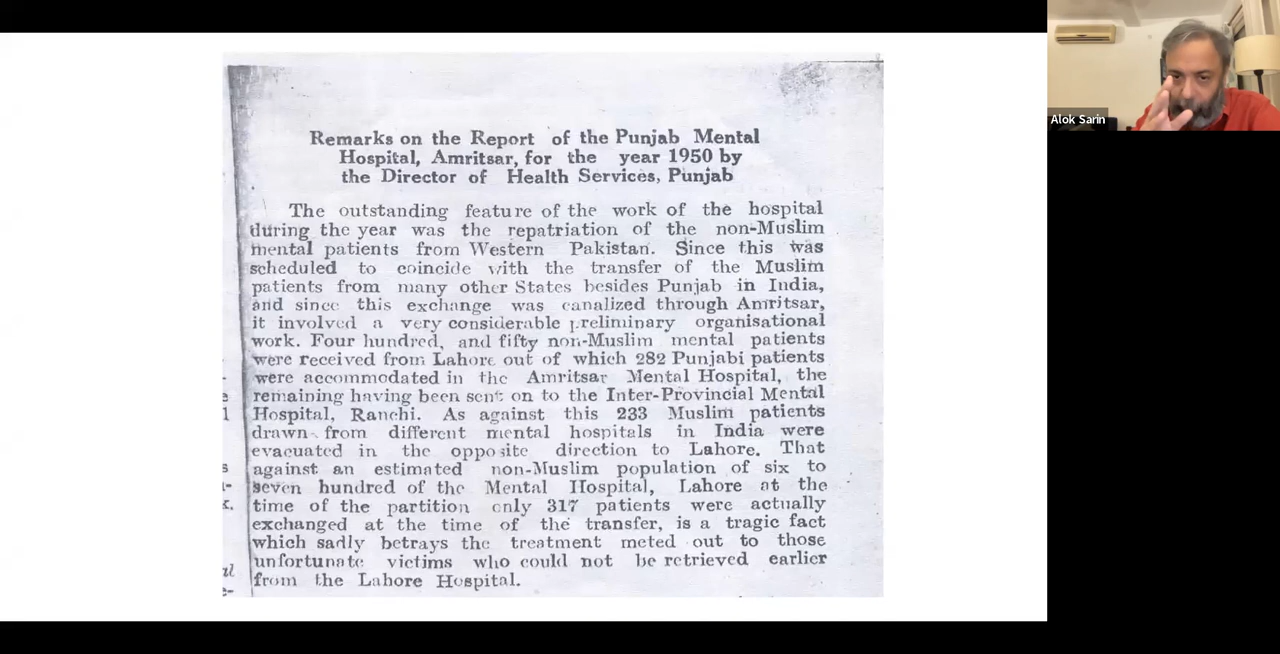 Remarks on the Report of the Punjab Mental
Hospital, Amritsar, for the year 1950 by
the Director of Health Services, Punjab
The outstanding feature of the work of the hospital
during the year was the repatriation of the non-Muslim
mental patients from Western Pakistan. Since this was
scheduled to coincide with the transfer of the Muslim
patients from many other States besides Punjab in India,
and since this exchange was canalized through Amritsar,
it involved a very considerable preliminary organisational
work. Four hundred, and fifty non-Muslim mental patients
were received from Lahore out of which 282 Punjabi patients
were accommodated in the Amritsar Mental Hospital, the
remaining having been sent on to the Inter-Provincial Mental
Hospital, Ranchi. As against this 233 Muslim patients
drawn from different mental hospitals in India were
evacuated in the opposite direction to Lahore. That
against an estimated non-Muslim population of six to
seven hundred of the Mental Hospital, Lahore at the
time of the partition only 317 patients were actually
exchanged at the time of the transfer, is a tragic fact
which sadly betrays the treatment meted out to those
unfortunate victims who could not be retrieved earlier
from the Lahore Hospital.
Alok Sarin